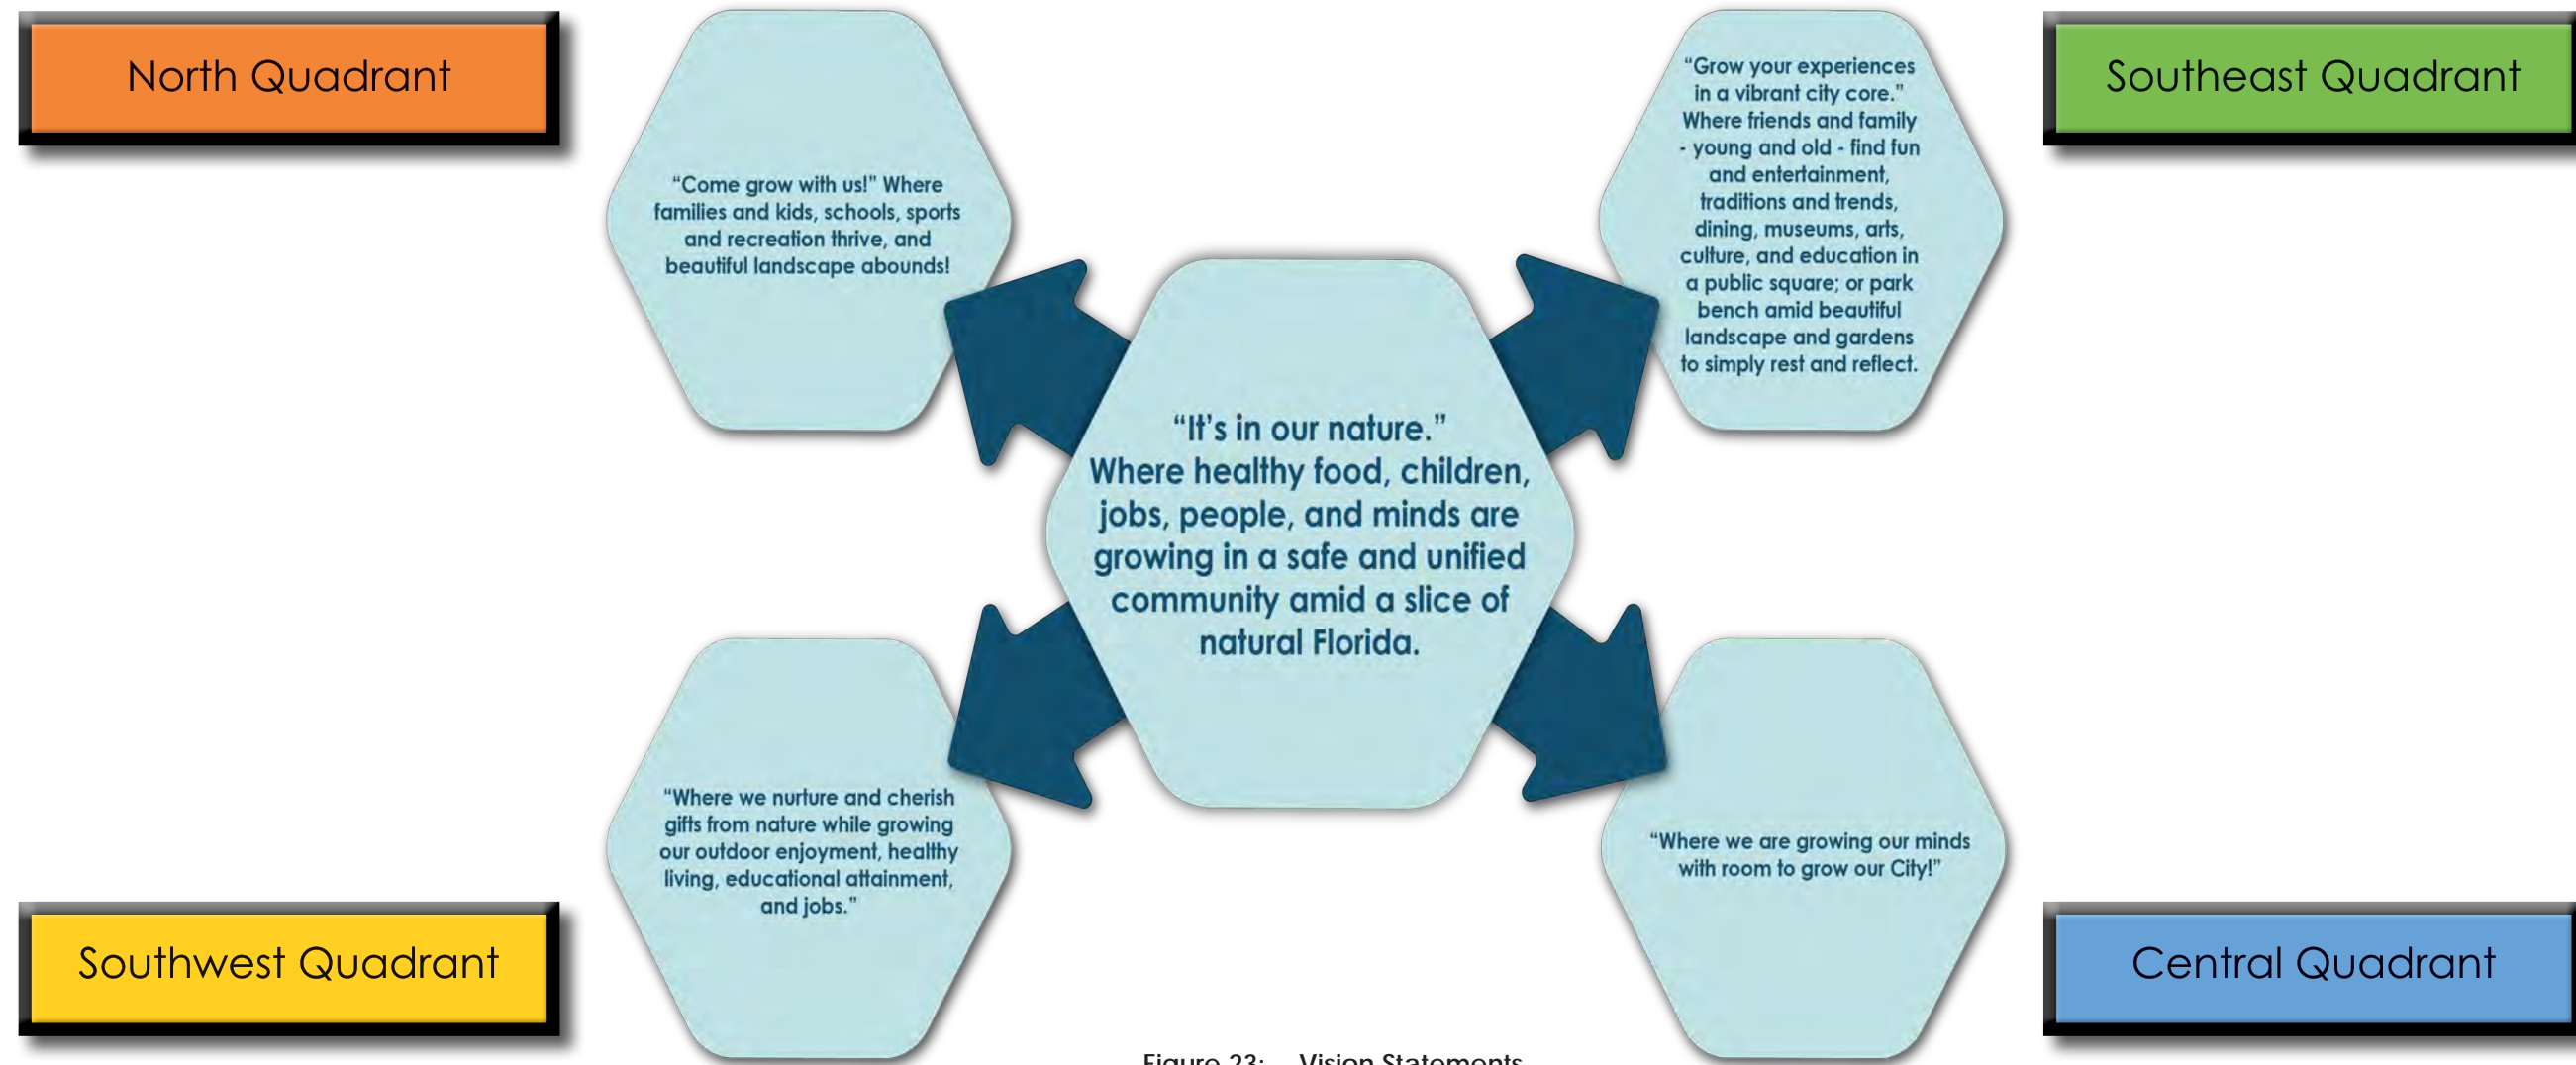 North Quadrant
“Come grow with us!” Where
families and kids, schools, sports
and recreation thrive, and
beautiful landscape abounds!
“Grow your experiences
in a vibrant city core.”
Where friends and family
- young and old - find fun
and entertainment,
traditions and trends,
dining, museums, arts,
culture, and education in
a public square; or park
bench amid beautiful
landscape and gardens
to simply rest and reflect.
Southeast Quadrant
“It’s in our nature.”
Where healthy food, children,
jobs, people, and minds are
growing in a safe and unified
community amid a slice of
natural Florida.
Southwest Quadrant
“Where we nurture and cherish
gifts from nature while growing
our outdoor enjoyment, healthy
living, educational attainment,
and jobs.”
“Where we are growing our minds
with room to grow our City!”
Central Quadrant
Figure 23: Vision Statements